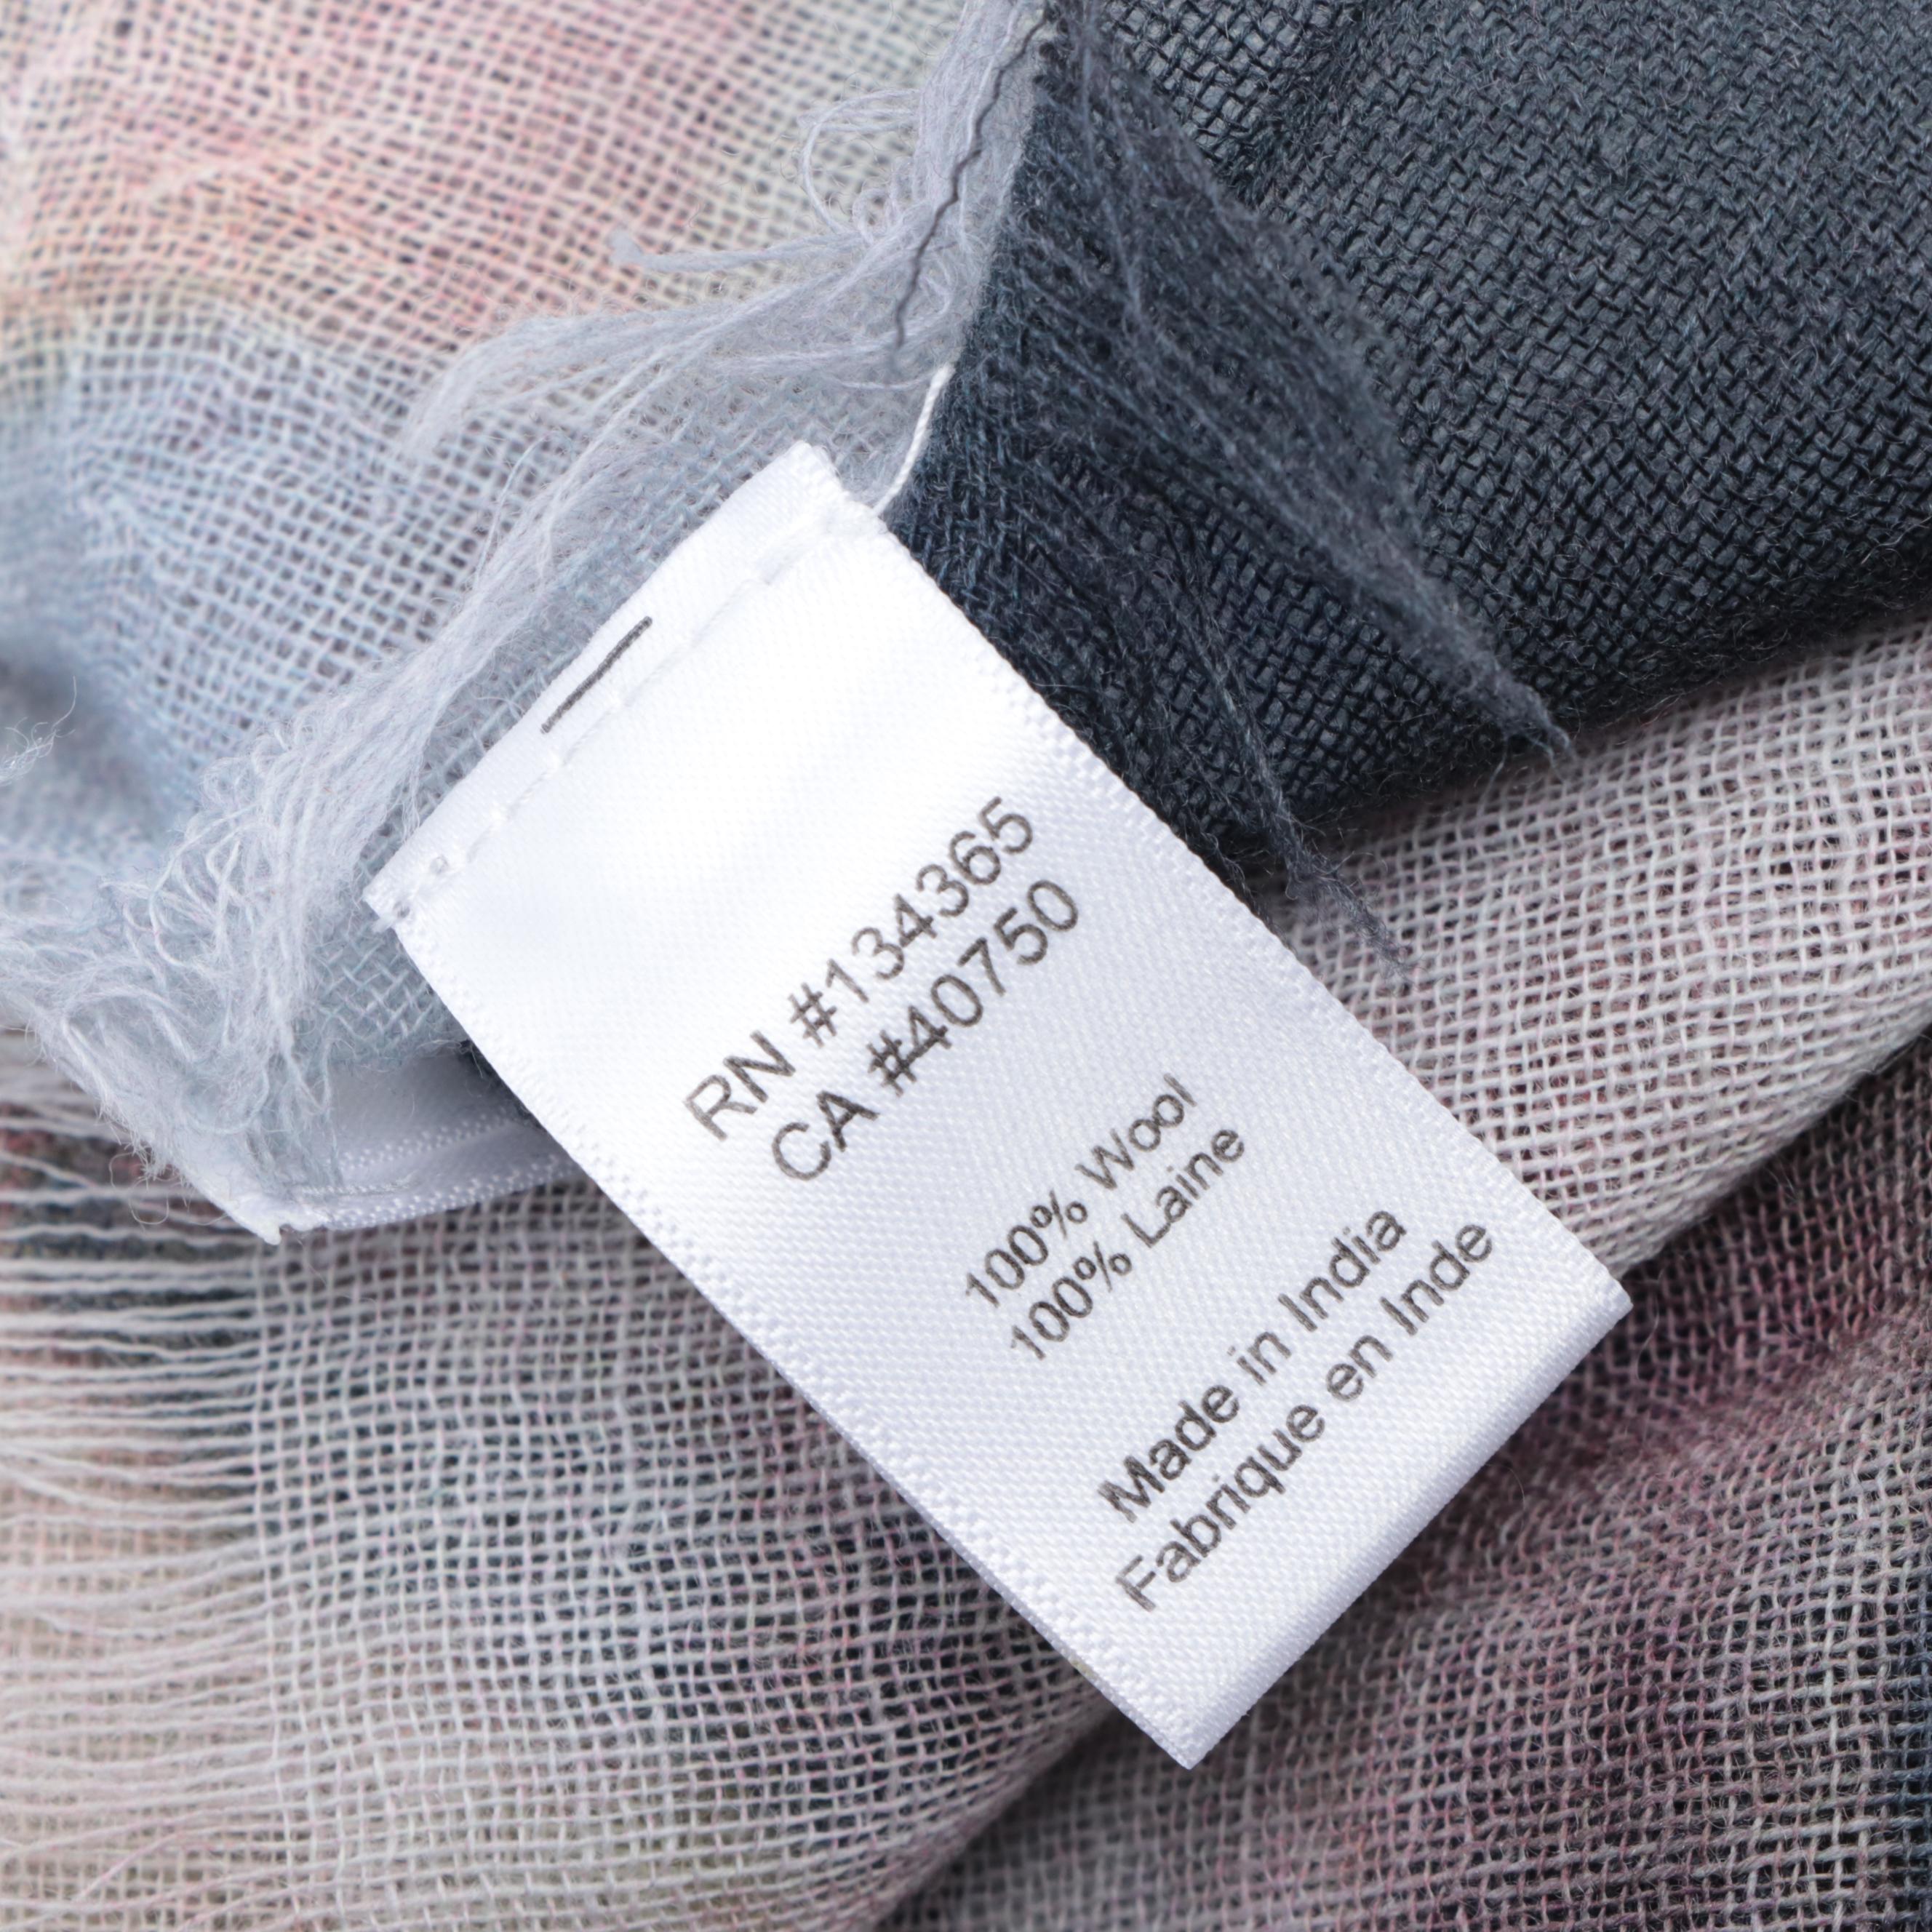 RN #134365
CA #40750
100% Wool
100% Laine
Made in India
Fabrique en Inde